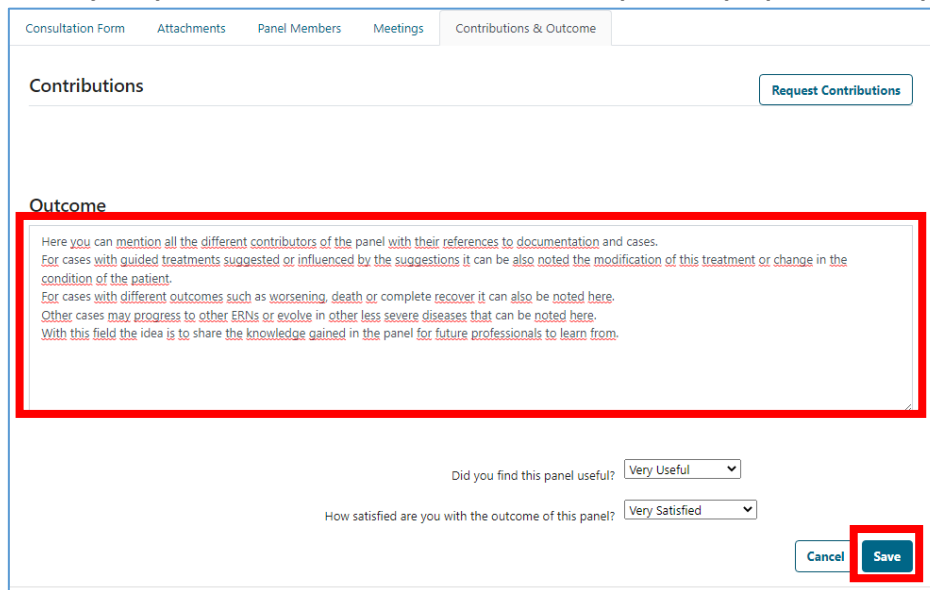 Consultation Form Attachments Panel Members Meetings Contributions & Outcome
Contributions
Request Contributions
Outcome
Here you can mention all the different contributors of the panel with their references to documentation and cases.
For cases with guided treatments suggested or influenced by the suggestions it can be also noted the modification of this treatment or change in the
condition of the patient.
For cases with different outcomes such as worsening, death or complete recover it can also be noted here.
Other cases may progress to other ERNs or evolve in other less severe diseases that can be noted here.
With this field the idea is to share the knowledge gained in the panel for future professionals to learn from.
Did you find this panel useful? Very Useful
How satisfied are you with the outcome of this panel? Very Satisfied
Cancel Save